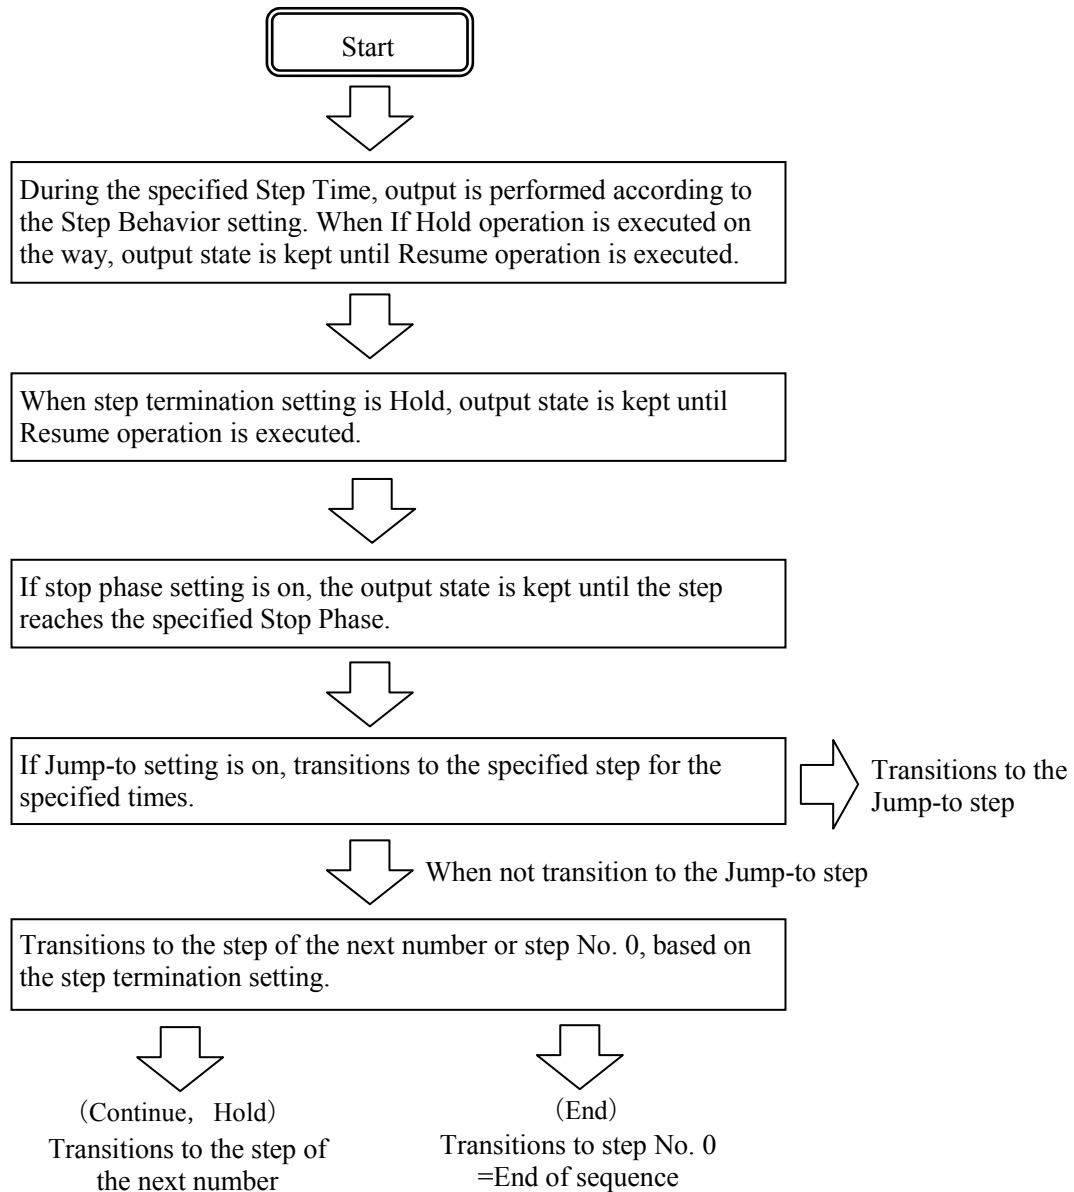 Start
During the specified Step Time, output is performed according to
the Step Behavior setting. When If Hold operation is executed on
the way, output state is kept until Resume operation is executed.
When step termination setting is Hold, output state is kept until
Resume operation is executed.
If stop phase setting is on, the output state is kept until the step
reaches the specified Stop Phase.
If Jump-to setting is on, transitions to the specified step for the
specified times.
Transitions to the
Jump-to step
When not transition to the Jump-to step
Transitions to the step of the next number or step No. 0, based on
the step termination setting.
（Continue， Hold）
Transitions to the step of
the next number
（End）
Transitions to step No. 0
=End of sequence